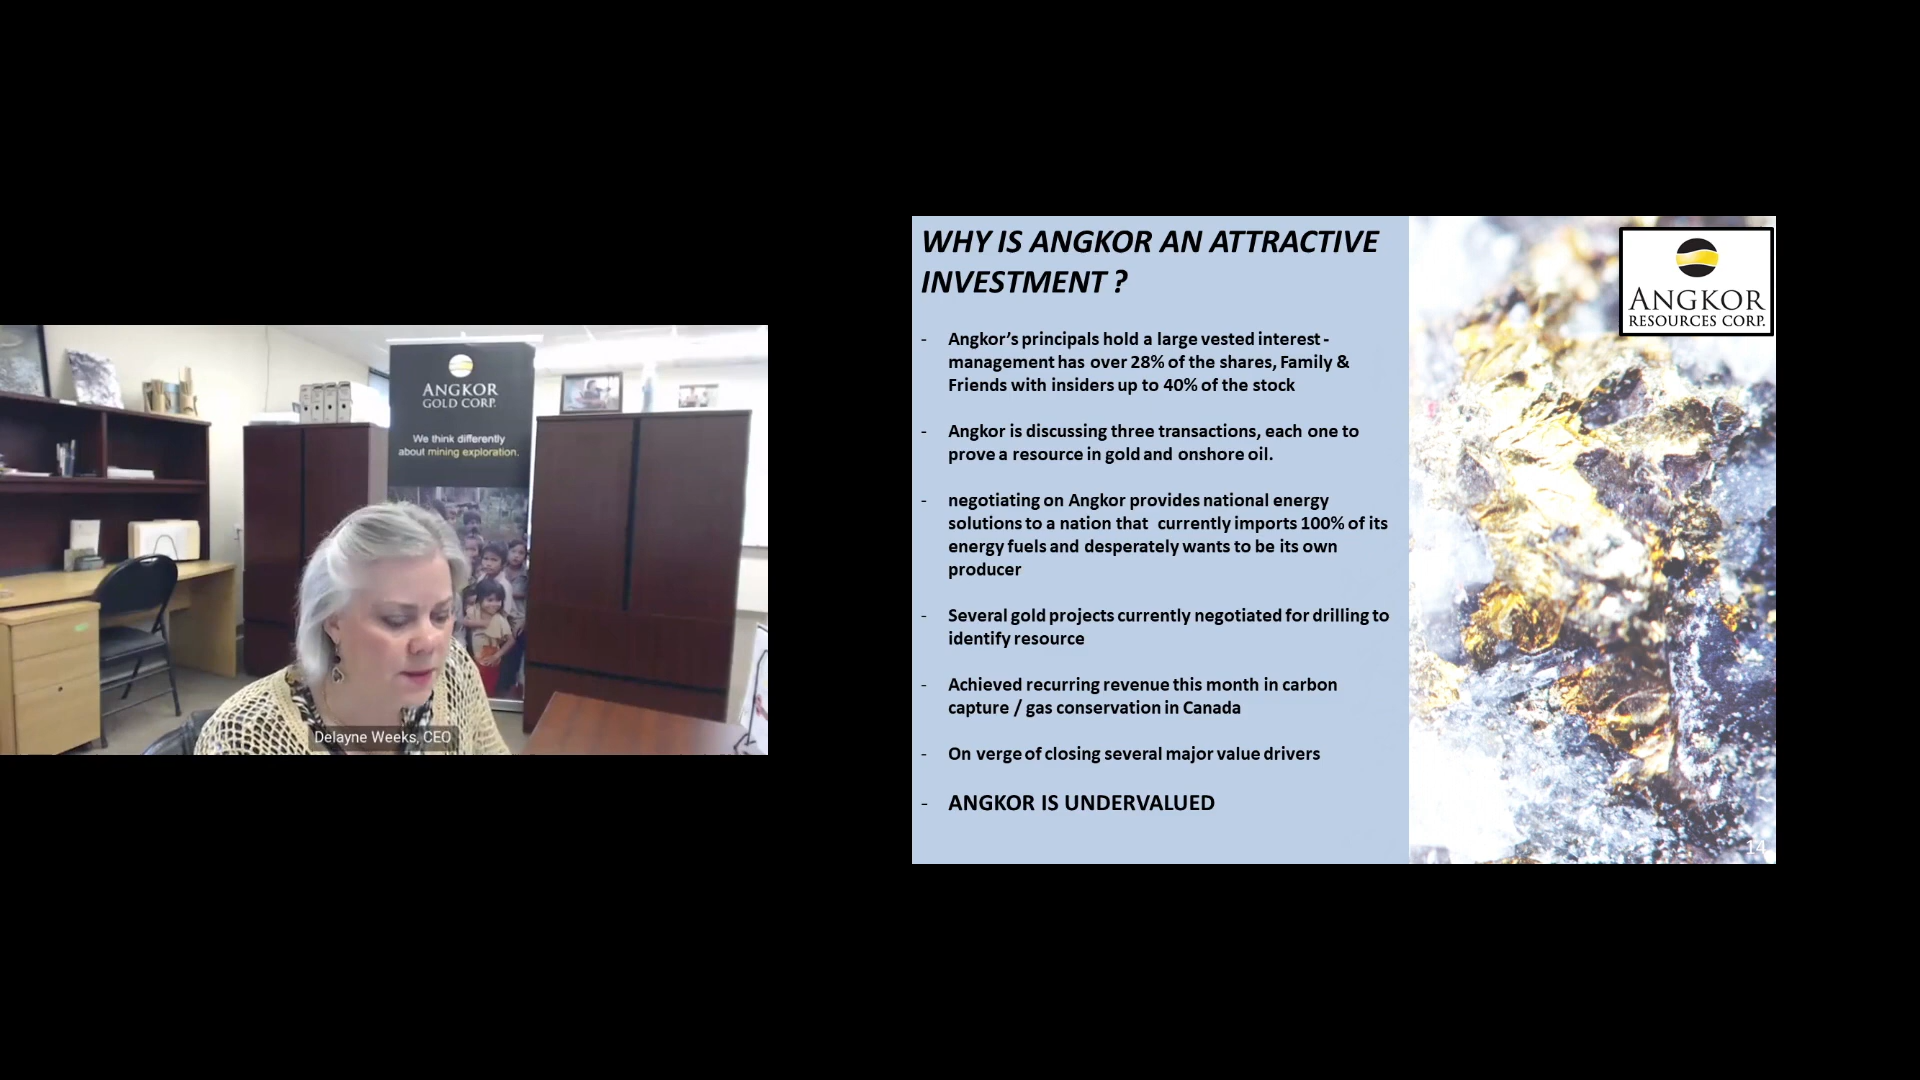 ANGKOR
GOLD CORP.
We think differently
about mining exploration.
Delayne Weeks, CEO
WHY IS ANGKOR AN ATTRACTIVE
INVESTMENT ?
- Angkor's principals hold a large vested interest -
management has over 28% of the shares, Family &
Friends with insiders up to 40% of the stock
- Angkor is discussing three transactions, each one to
prove a resource in gold and onshore oil.
- negotiating on Angkor provides national energy
solutions to a nation that currently imports 100% of its
energy fuels and desperately wants to be its own
producer
- Several gold projects currently negotiated for drilling to
identify resource
- Achieved recurring revenue this month in carbon
capture / gas conservation in Canada
- On verge of closing several major value drivers
- ANGKOR IS UNDERVALUED
ANGKOR
RESOURCES CORP.
14